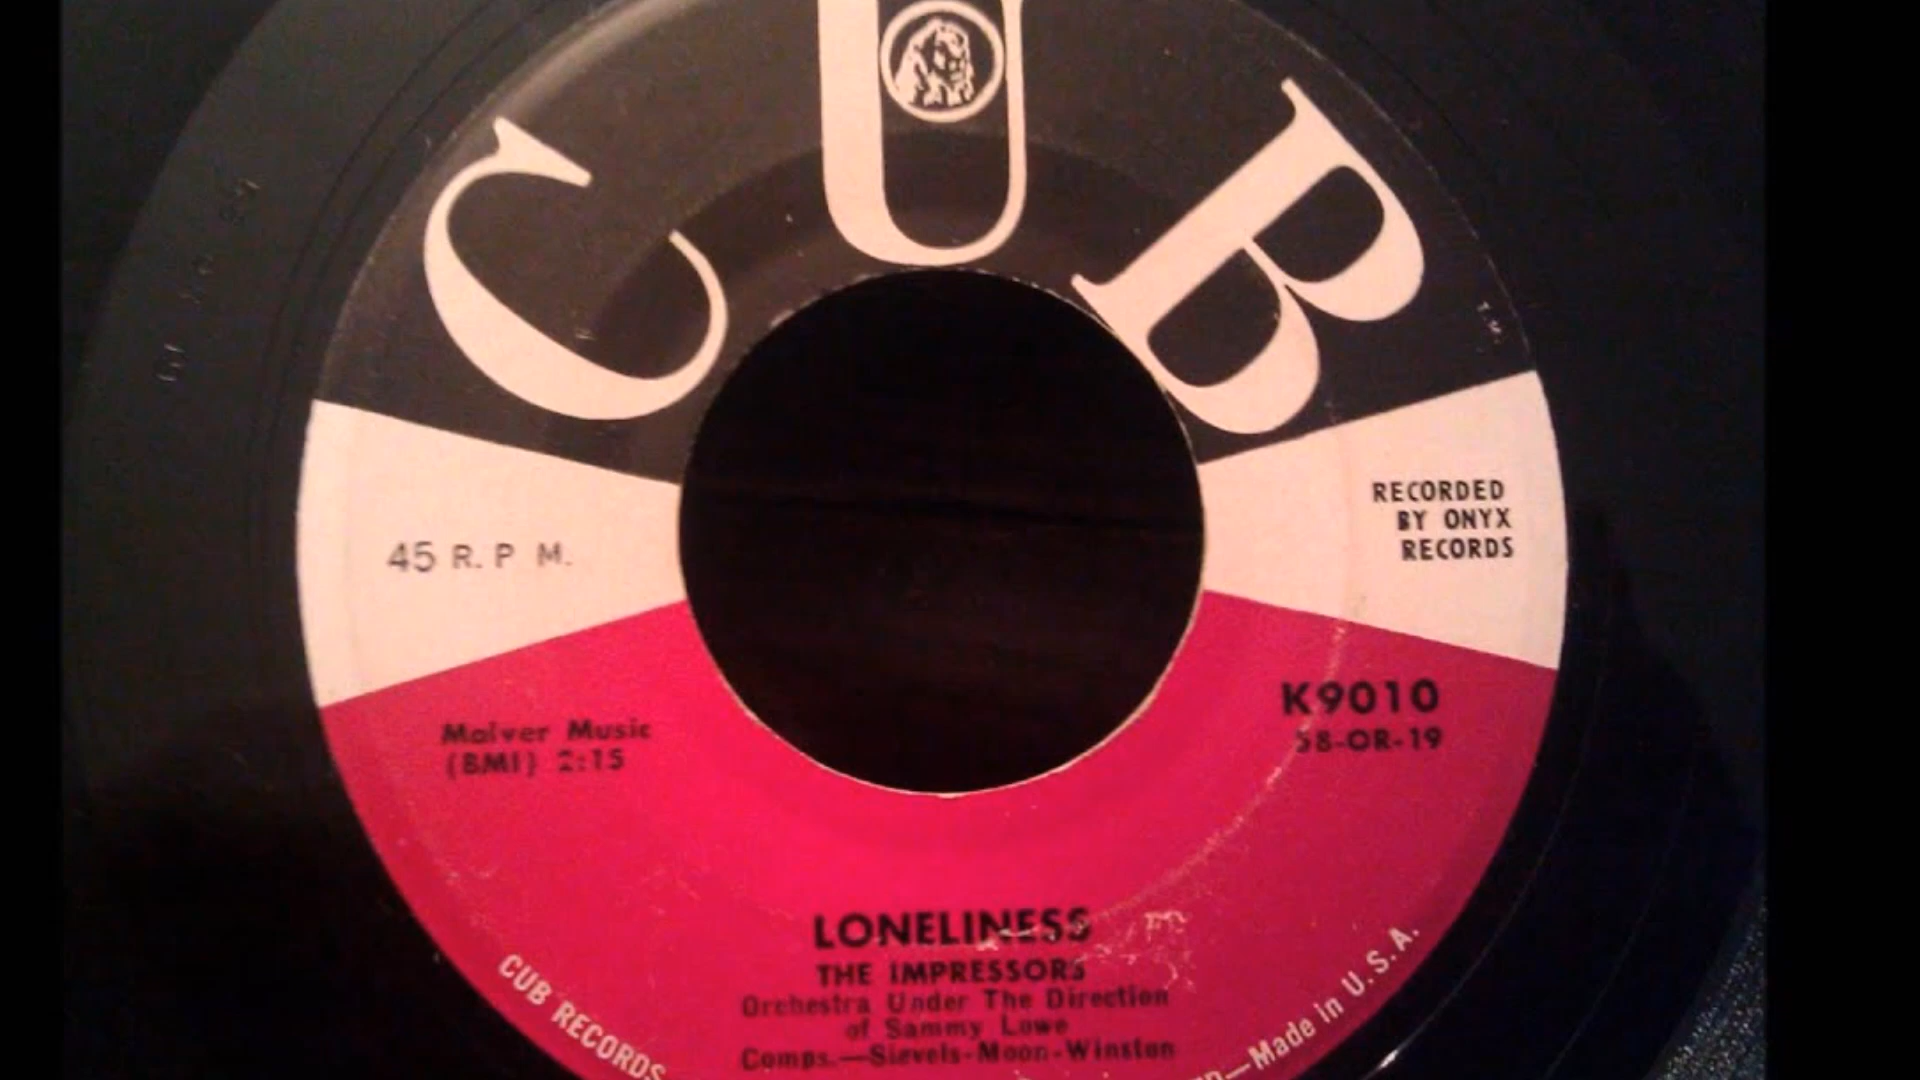 CUB
T.M.
45 R.P.M.
RECORDED
BY ONYX
RECORDS
K9010
58-OR-19
Malver Music
(BMI) 2:15
LONELINESS
THE IMPRESSORS
Orchestra Under The Direction
of Sammy Lowe
Comps.—Sievels-Moon-Winston
CUB RECORDS
—Made in U.S.A.